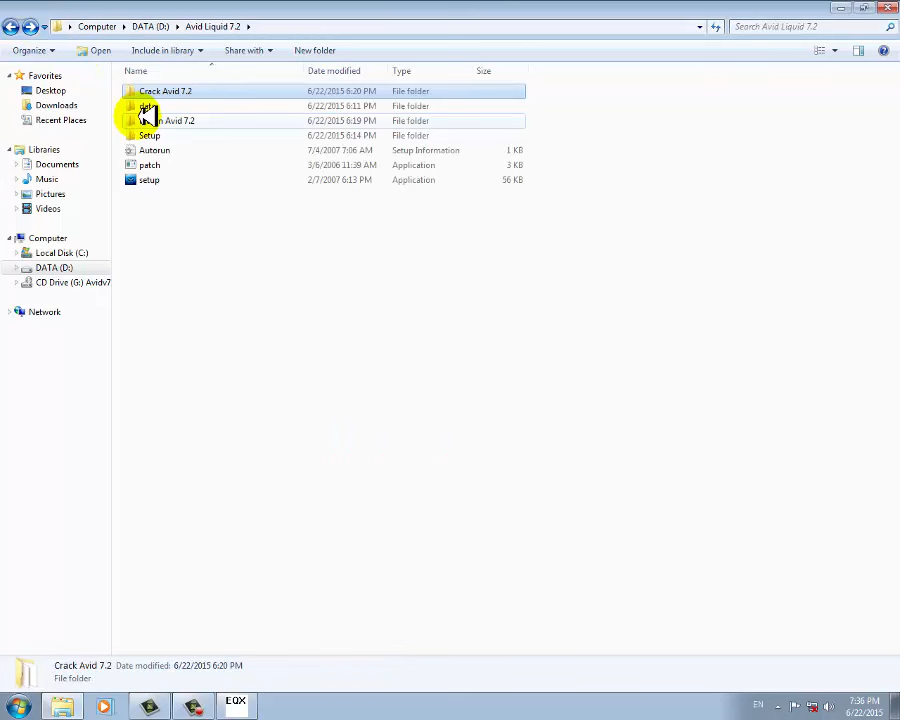 Computer ▸ DATA (D:) ▸ Avid Liquid 7.2 ▸
Search Avid Liquid 7.2
Organize Open Include in library Share with New folder
Name Date modified Type Size
Favorites
Desktop
Downloads
Recent Places
Libraries
Documents
Music
Pictures
Videos
Computer
Local Disk (C:)
DATA (D:)
CD Drive (G:) Avidv7
Network
Crack Avid 7.2 6/22/2015 6:20 PM File folder
6/22/2015 6:11 PM File folder
Avid 7.2 6/22/2015 6:19 PM File folder
Setup 6/22/2015 6:14 PM File folder
Autorun 7/4/2007 7:06 AM Setup Information 1 KB
patch 3/6/2006 11:39 AM Application 3 KB
setup 2/7/2007 6:13 PM Application 56 KB
Crack Avid 7.2 Date modified: 6/22/2015 6:20 PM
File folder
EQX
EN
7:36 PM
6/22/2015